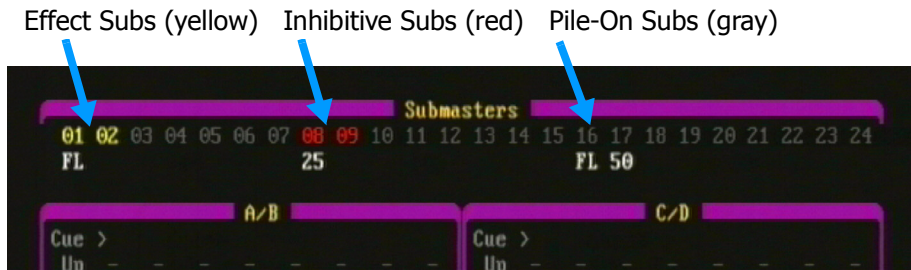 Effect Subs (yellow) Inhibitive Subs (red) Pile-On Subs (gray)
Submasters
01 02 03 04 05 06 07 08 09 10 11 12 13 14 15 16 17 18 19 20 21 22 23 24
FL 25 FL 50
A/B C/D
Cue > Cue >
Up - - - - - - - - Up - - - - - - - -